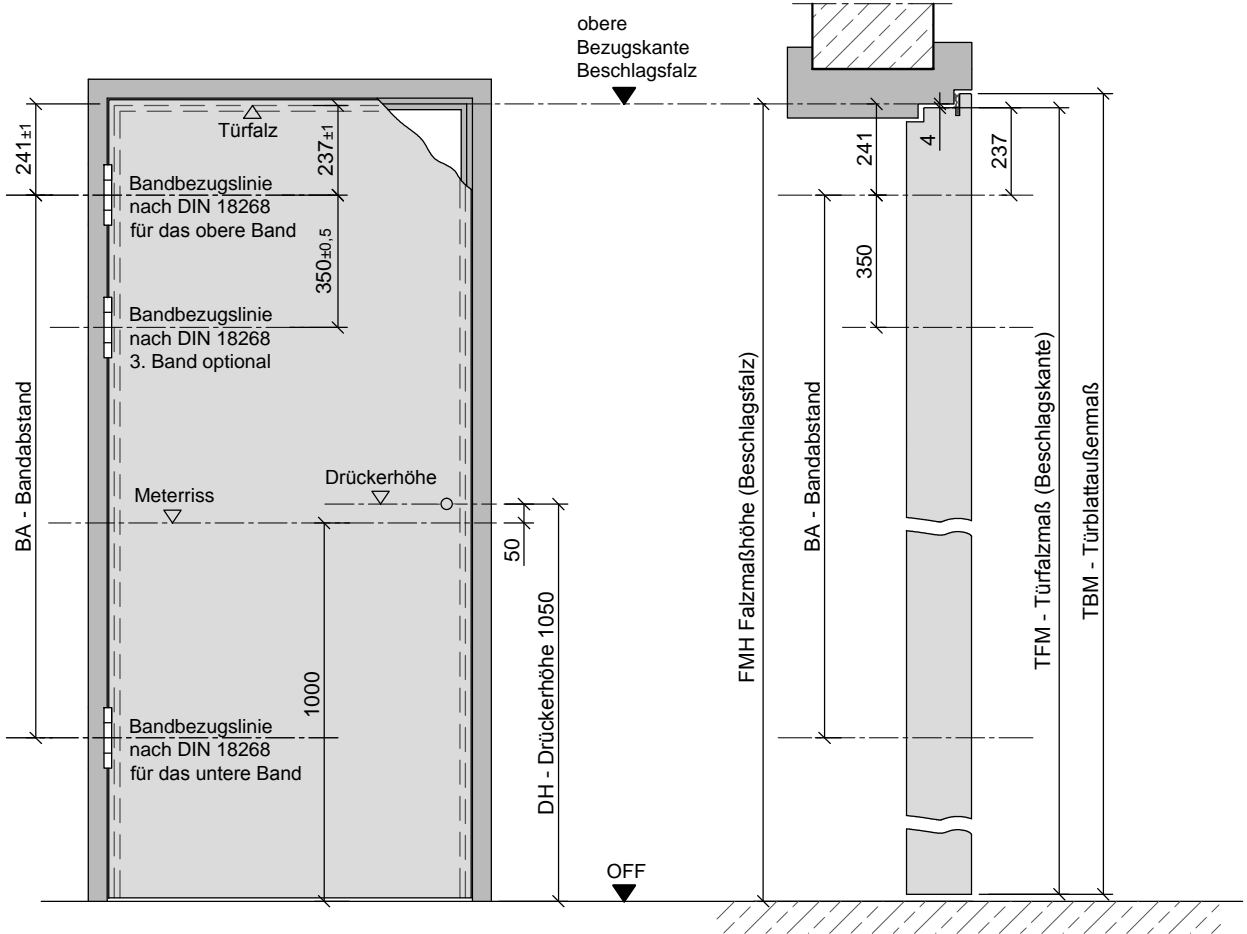 obere
Bezugskante
Beschlagsfalz
Türfalz
241±1
237±1
Bandbezugslinie
nach DIN 18268
für das obere Band
350±0,5
Bandbezugslinie
nach DIN 18268
3. Band optional
BA - Bandabstand
Meterriss
Drückerhöhe
50
1000
DH - Drückerhöhe 1050
Bandbezugslinie
nach DIN 18268
für das untere Band
OFF
241
4
237
350
FMH Falzmaßhöhe (Beschlagsfalz)
BA - Bandabstand
TFM - Türfalzmaß (Beschlagskante)
TBM - Türblattaußenmaß